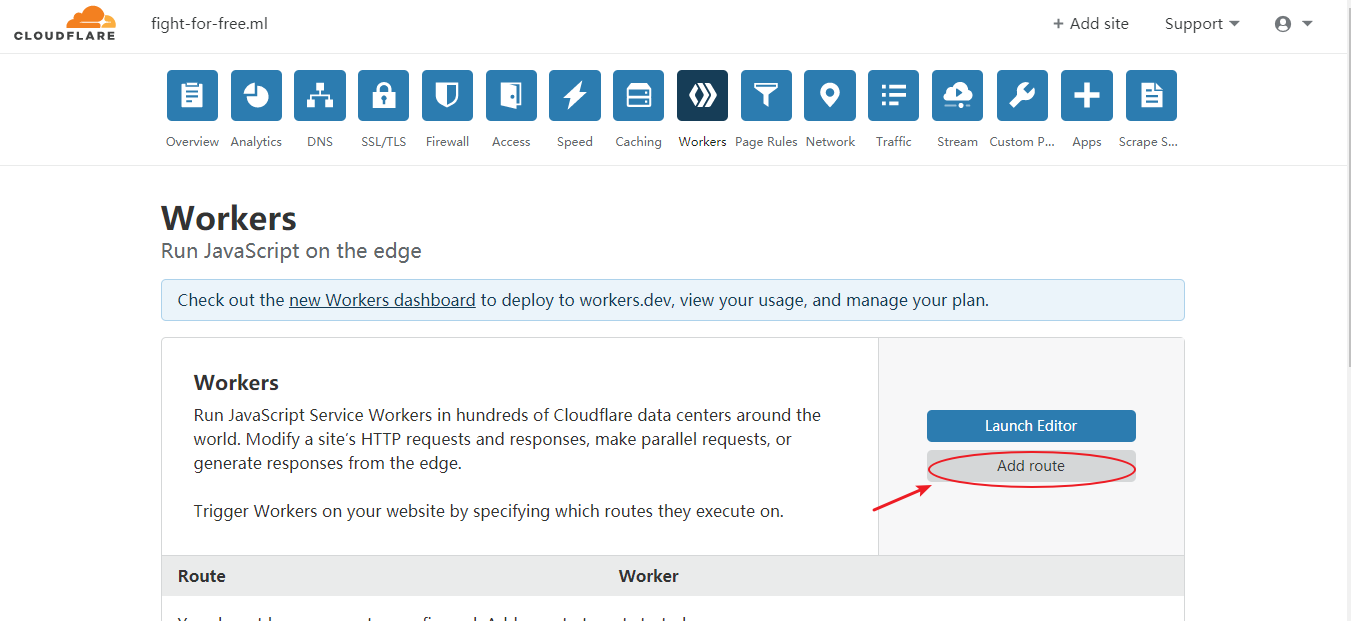 CLOUDFLARE
fight-for-free.ml
+ Add site
Support
Overview
Analytics
DNS
SSL/TLS
Firewall
Access
Speed
Caching
Workers
Page Rules
Network
Traffic
Stream
Custom P...
Apps
Scrape S...
Workers
Run JavaScript on the edge
Check out the new Workers dashboard to deploy to workers.dev, view your usage, and manage your plan.
Workers
Run JavaScript Service Workers in hundreds of Cloudflare data centers around the
world. Modify a site's HTTP requests and responses, make parallel requests, or
generate responses from the edge.
Trigger Workers on your website by specifying which routes they execute on.
Launch Editor
Add route
Route
Worker